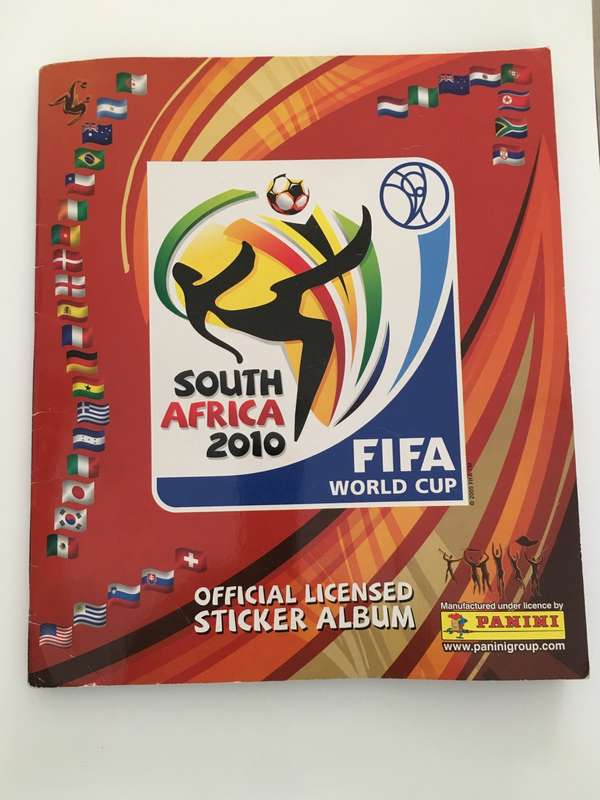 SOUTH
AFRICA
2010
FIFA
WORLD CUP
OFFICIAL LICENSED
STICKER ALBUM
Manufactured under licence by
PANINI
www.paninigroup.com